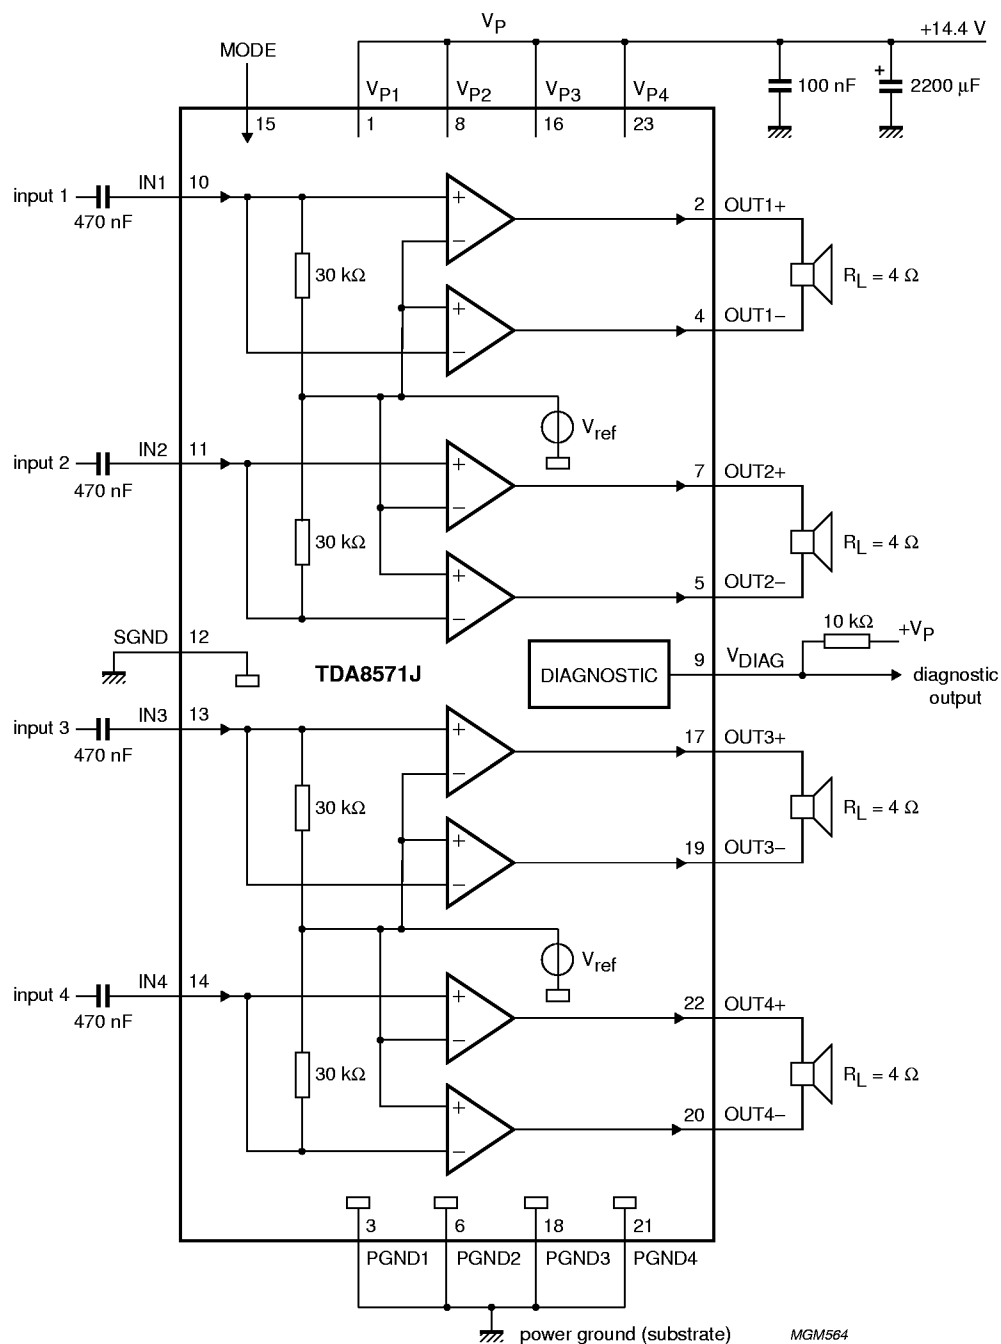 V_P
+14.4 V
MODE
V_P1
V_P2
V_P3
V_P4
100 nF
+
2200 µF
15
1
8
16
23
input 1
470 nF
IN1
10
+
−
2
OUT1+
30 kΩ
R_L = 4 Ω
+
−
4
OUT1−
V_ref
input 2
470 nF
IN2
11
+
−
7
OUT2+
30 kΩ
R_L = 4 Ω
+
−
5
OUT2−
SGND
12
TDA8571J
DIAGNOSTIC
9
V_DIAG
10 kΩ
+V_P
diagnostic
output
input 3
470 nF
IN3
13
+
−
17
OUT3+
30 kΩ
R_L = 4 Ω
+
−
19
OUT3−
V_ref
input 4
470 nF
IN4
14
+
−
22
OUT4+
30 kΩ
R_L = 4 Ω
+
−
20
OUT4−
3
6
18
21
PGND1
PGND2
PGND3
PGND4
power ground (substrate)
MGM564